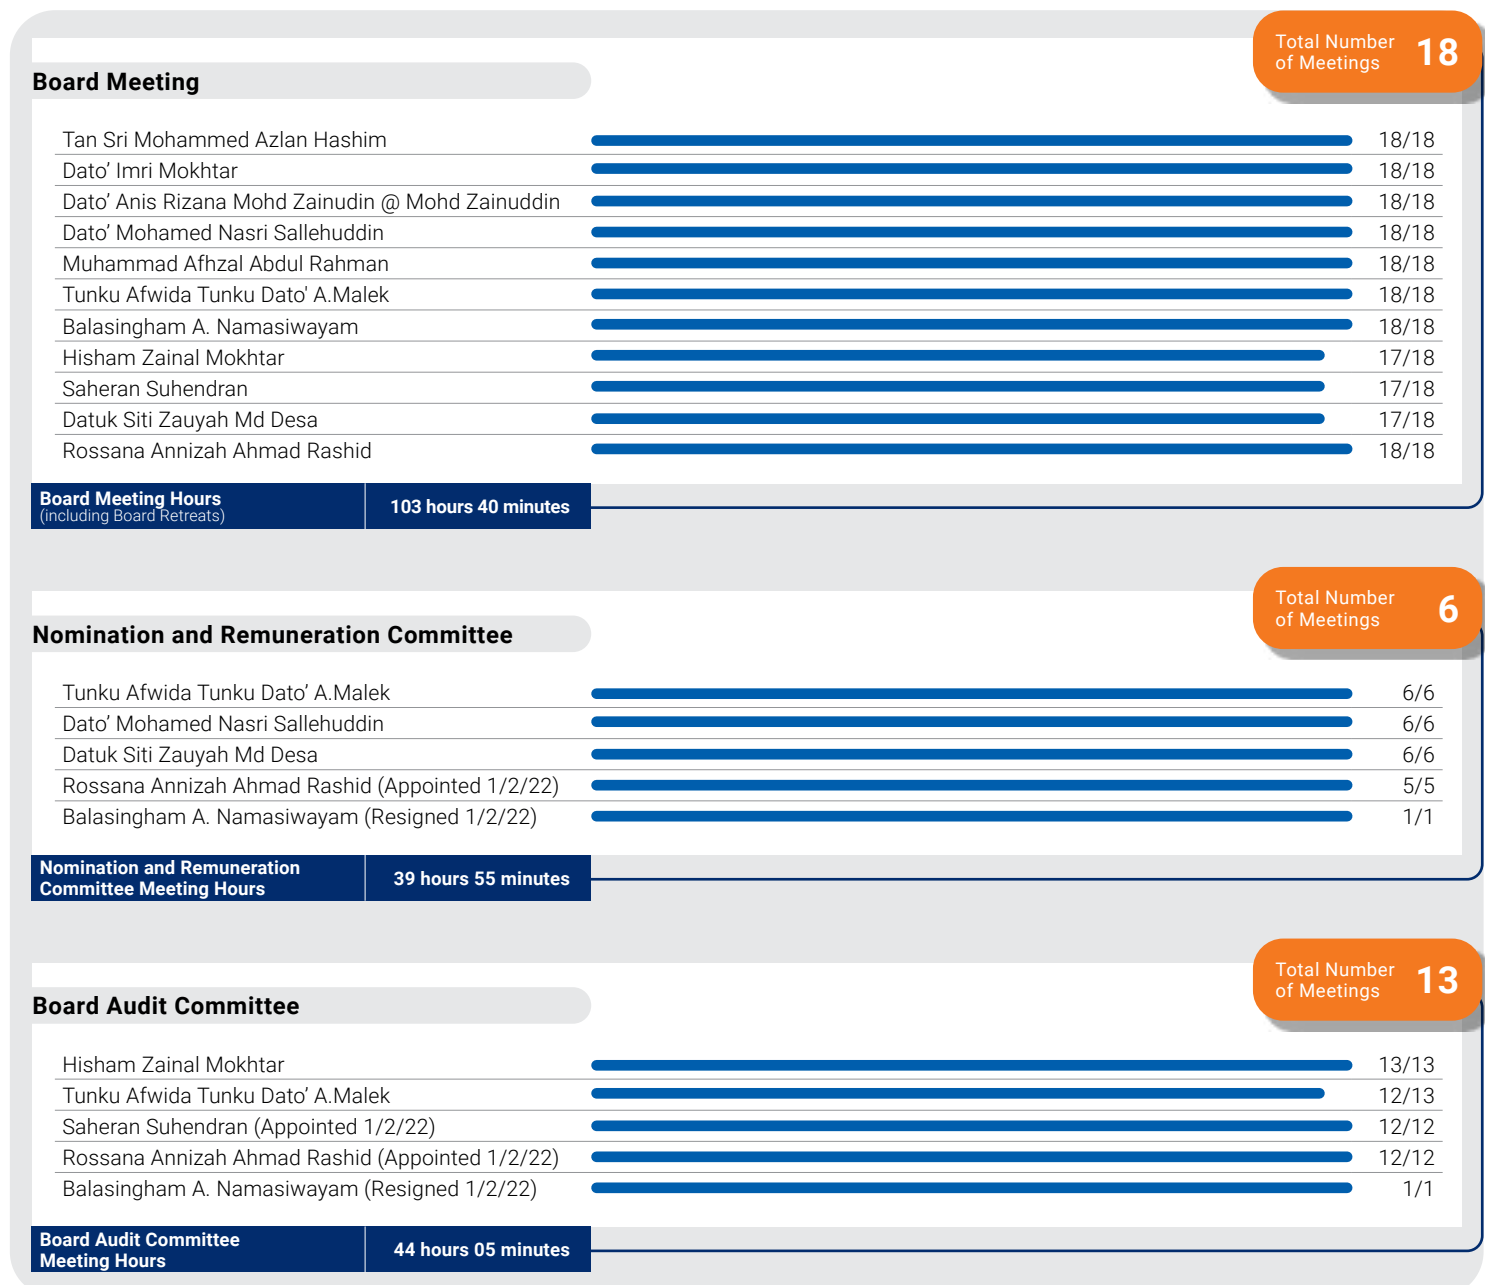 Total Number
of Meetings 18
Board Meeting
Tan Sri Mohammed Azlan Hashim 18/18
Dato’ Imri Mokhtar 18/18
Dato’ Anis Rizana Mohd Zainudin @ Mohd Zainuddin 18/18
Dato’ Mohamed Nasri Sallehuddin 18/18
Muhammad Afhzal Abdul Rahman 18/18
Tunku Afwida Tunku Dato' A.Malek 18/18
Balasingham A. Namasiwayam 18/18
Hisham Zainal Mokhtar 17/18
Saheran Suhendran 17/18
Datuk Siti Zauyah Md Desa 17/18
Rossana Annizah Ahmad Rashid 18/18
Board Meeting Hours
(including Board Retreats)
103 hours 40 minutes
Total Number
of Meetings 6
Nomination and Remuneration Committee
Tunku Afwida Tunku Dato’ A.Malek 6/6
Dato’ Mohamed Nasri Sallehuddin 6/6
Datuk Siti Zauyah Md Desa 6/6
Rossana Annizah Ahmad Rashid (Appointed 1/2/22) 5/5
Balasingham A. Namasiwayam (Resigned 1/2/22) 1/1
Nomination and Remuneration
Committee Meeting Hours
39 hours 55 minutes
Total Number
of Meetings 13
Board Audit Committee
Hisham Zainal Mokhtar 13/13
Tunku Afwida Tunku Dato’ A.Malek 12/13
Saheran Suhendran (Appointed 1/2/22) 12/12
Rossana Annizah Ahmad Rashid (Appointed 1/2/22) 12/12
Balasingham A. Namasiwayam (Resigned 1/2/22) 1/1
Board Audit Committee
Meeting Hours
44 hours 05 minutes